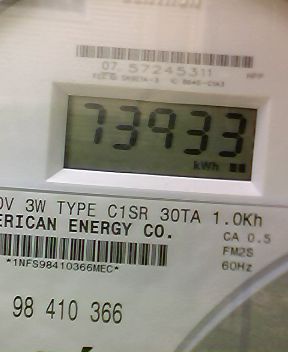 07 57245311
HPP
73933
kWh
0V 3W TYPE C1SR 30TA 1.0Kh
ERICAN ENERGY CO.
CA 0.5
FM2S
*1NFS98410366MEC*
60Hz
98 410 366